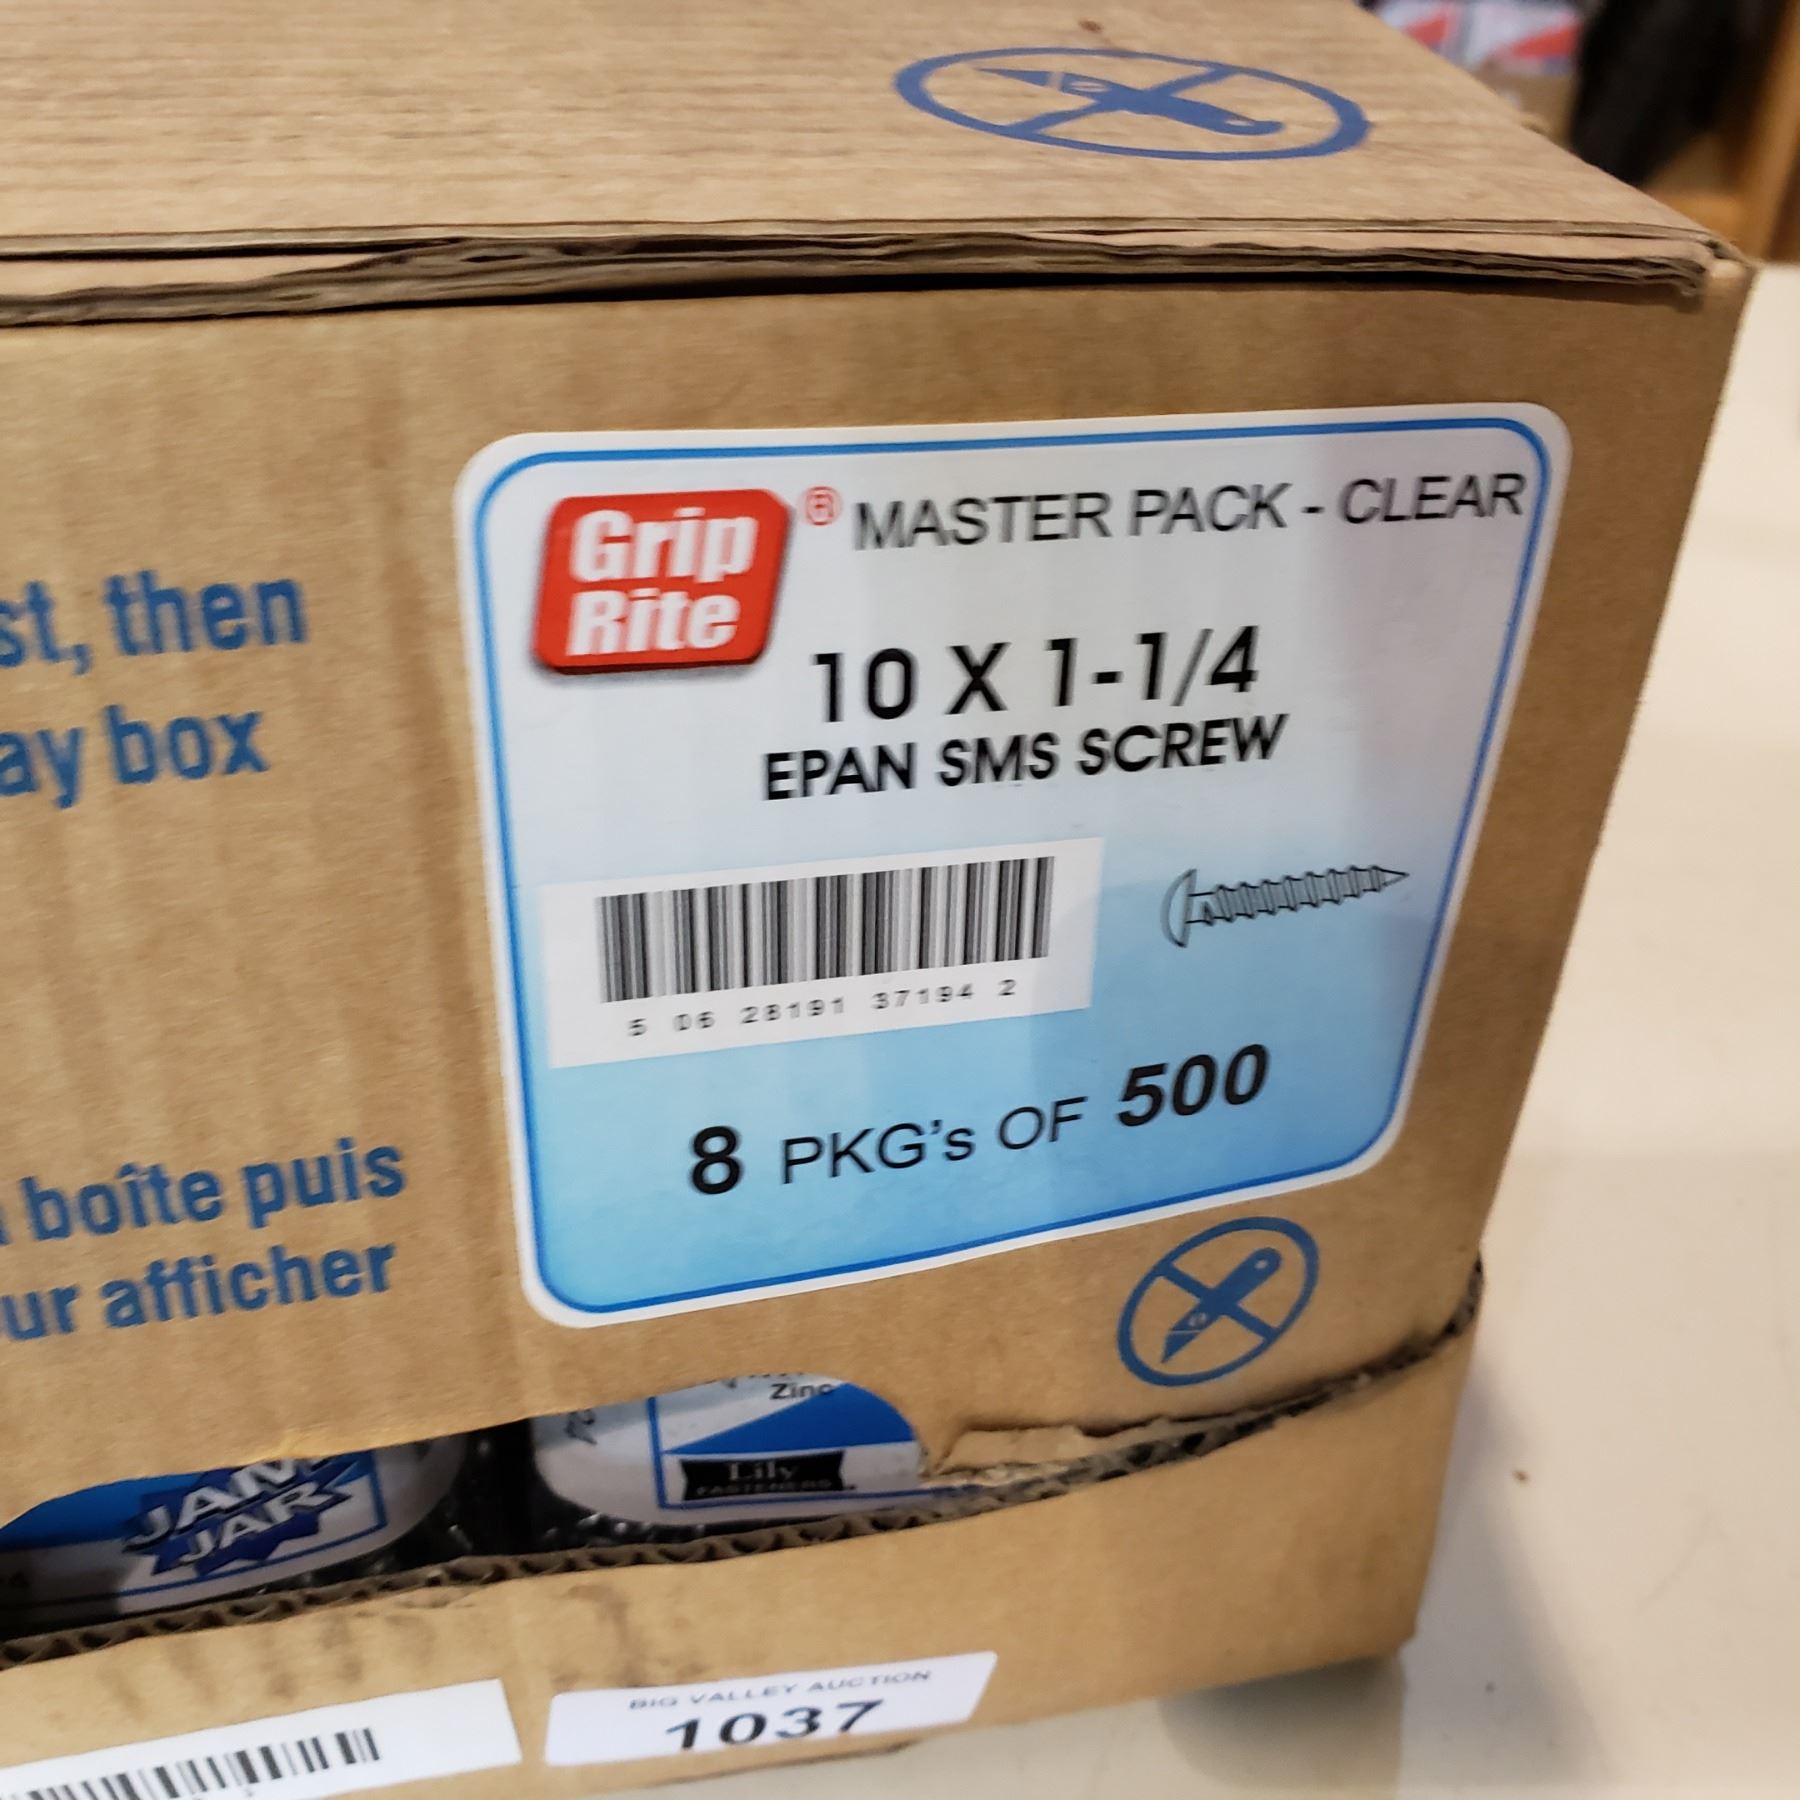 st, then
ay box
boîte puis
ur afficher
Grip
Rite
® MASTER PACK - CLEAR
10 X 1-1/4
EPAN SMS SCREW
5 06 28191 37194 2
8 PKG's OF 500
Zinc
Lily
FASTENERS
JAM
JAR
BIG VALLEY AUCTION
1037